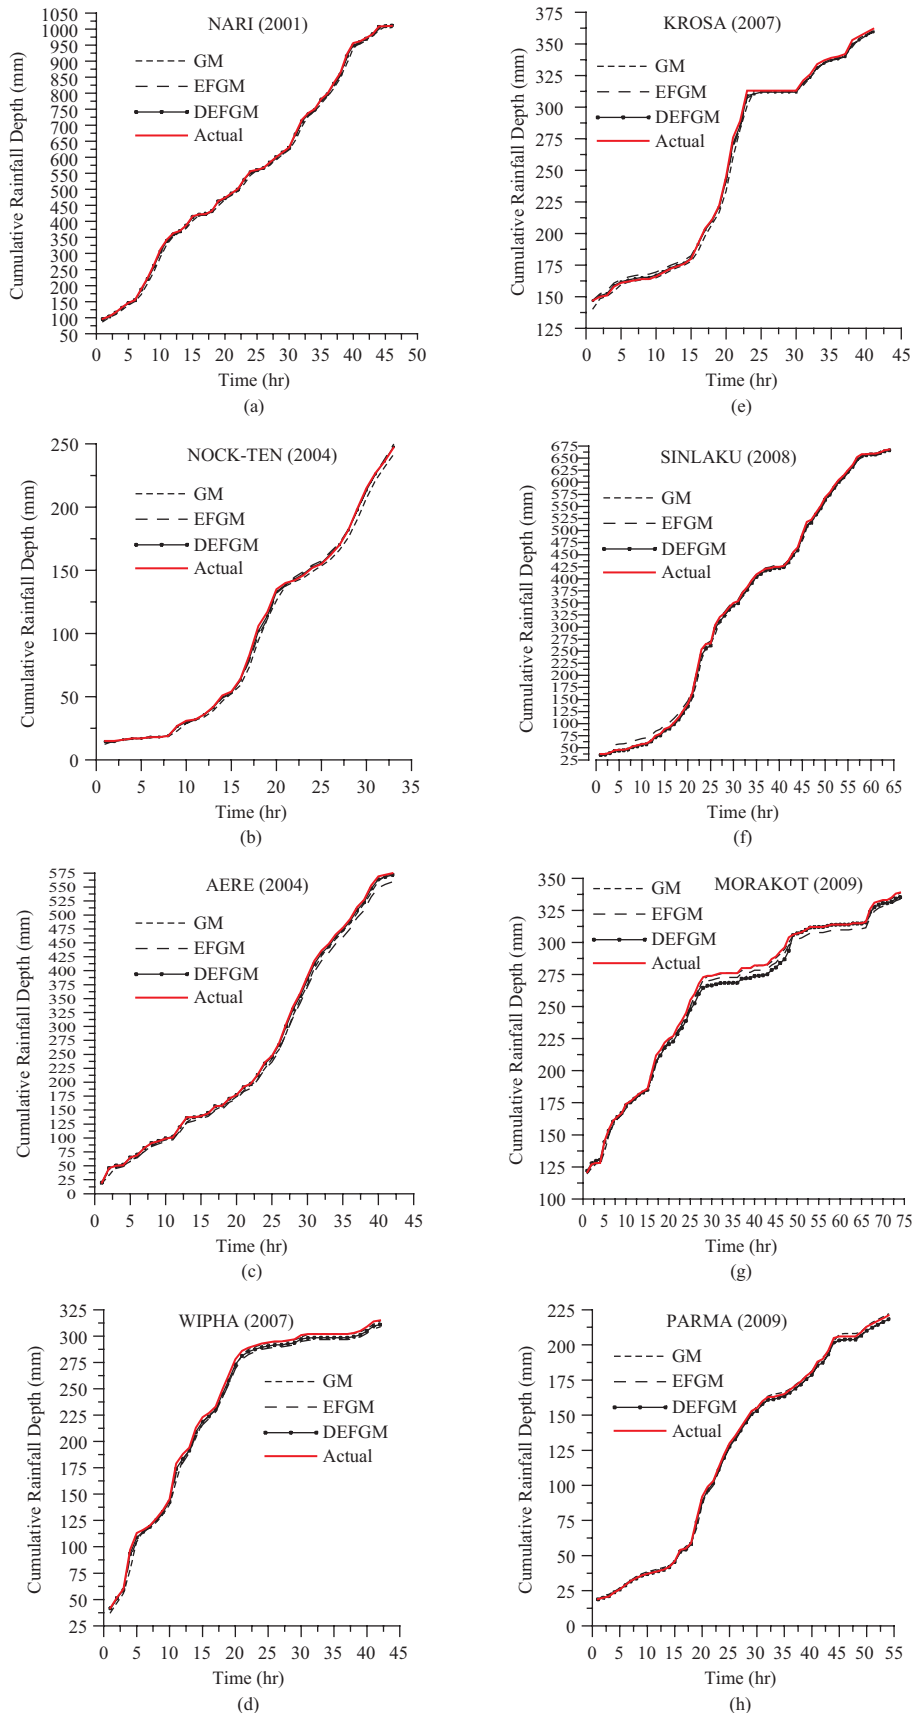 NARI (2001)
Cumulative Rainfall Depth (mm)
1050
1000
950
900
850
800
750
700
650
600
550
500
450
400
350
300
250
200
150
100
50
GM
EFGM
DEFGM
Actual
0 5 10 15 20 25 30 35 40 45 50
Time (hr)
(a)
KROSA (2007)
Cumulative Rainfall Depth (mm)
375
350
325
300
275
250
225
200
175
150
125
GM
EFGM
DEFGM
Actual
0 5 10 15 20 25 30 35 40 45
Time (hr)
(e)
NOCK-TEN (2004)
Cumulative Rainfall Depth (mm)
250
200
150
100
50
0
GM
EFGM
DEFGM
Actual
0 5 10 15 20 25 30 35
Time (hr)
(b)
SINLAKU (2008)
Cumulative Rainfall Depth (mm)
675
650
625
600
575
550
525
500
475
450
425
400
375
350
325
300
275
250
225
200
175
150
125
100
75
50
25
GM
EFGM
DEFGM
Actual
0 5 10 15 20 25 30 35 40 45 50 55 60 65
Time (hr)
(f)
AERE (2004)
Cumulative Rainfall Depth (mm)
575
550
525
500
475
450
425
400
375
350
325
300
275
250
225
200
175
150
125
100
75
50
25
0
GM
EFGM
DEFGM
Actual
0 5 10 15 20 25 30 35 40 45
Time (hr)
(c)
MORAKOT (2009)
Cumulative Rainfall Depth (mm)
350
325
300
275
250
225
200
175
150
125
100
GM
EFGM
DEFGM
Actual
0 5 10 15 20 25 30 35 40 45 50 55 60 65 70 75
Time (hr)
(g)
WIPHA (2007)
Cumulative Rainfall Depth (mm)
325
300
275
250
225
200
175
150
125
100
75
50
25
GM
EFGM
DEFGM
Actual
0 5 10 15 20 25 30 35 40 45
Time (hr)
(d)
PARMA (2009)
Cumulative Rainfall Depth (mm)
225
200
175
150
125
100
75
50
25
0
GM
EFGM
DEFGM
Actual
0 5 10 15 20 25 30 35 40 45 50 55
Time (hr)
(h)